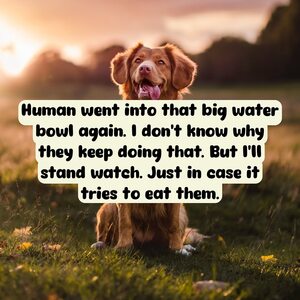 Human went into that big water
bowl again. I don't know why
they keep doing that. But I'll
stand watch. Just in case it
tries to eat them.